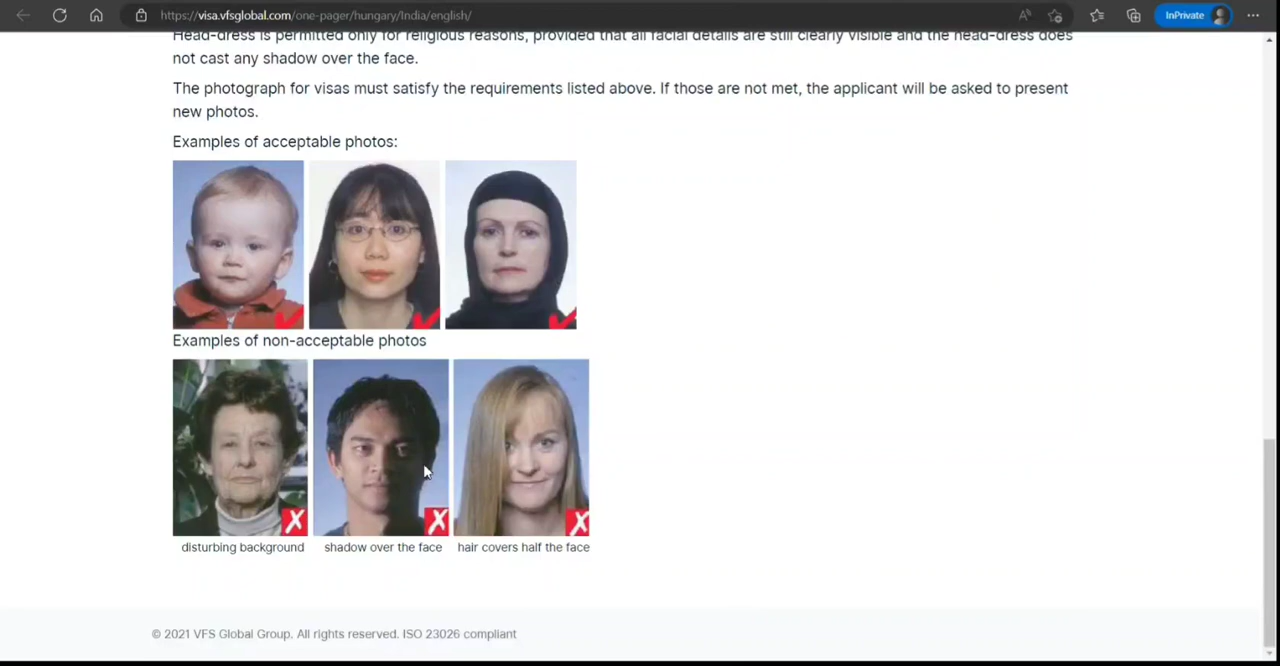 https://visa.vfsglobal.com/one-pager/hungary/India/english/
InPrivate
Head-dress is permitted only for religious reasons, provided that all facial details are still clearly visible and the head-dress does
not cast any shadow over the face.
The photograph for visas must satisfy the requirements listed above. If those are not met, the applicant will be asked to present
new photos.
Examples of acceptable photos:
Examples of non-acceptable photos
disturbing background shadow over the face hair covers half the face
© 2021 VFS Global Group. All rights reserved. ISO 23026 compliant